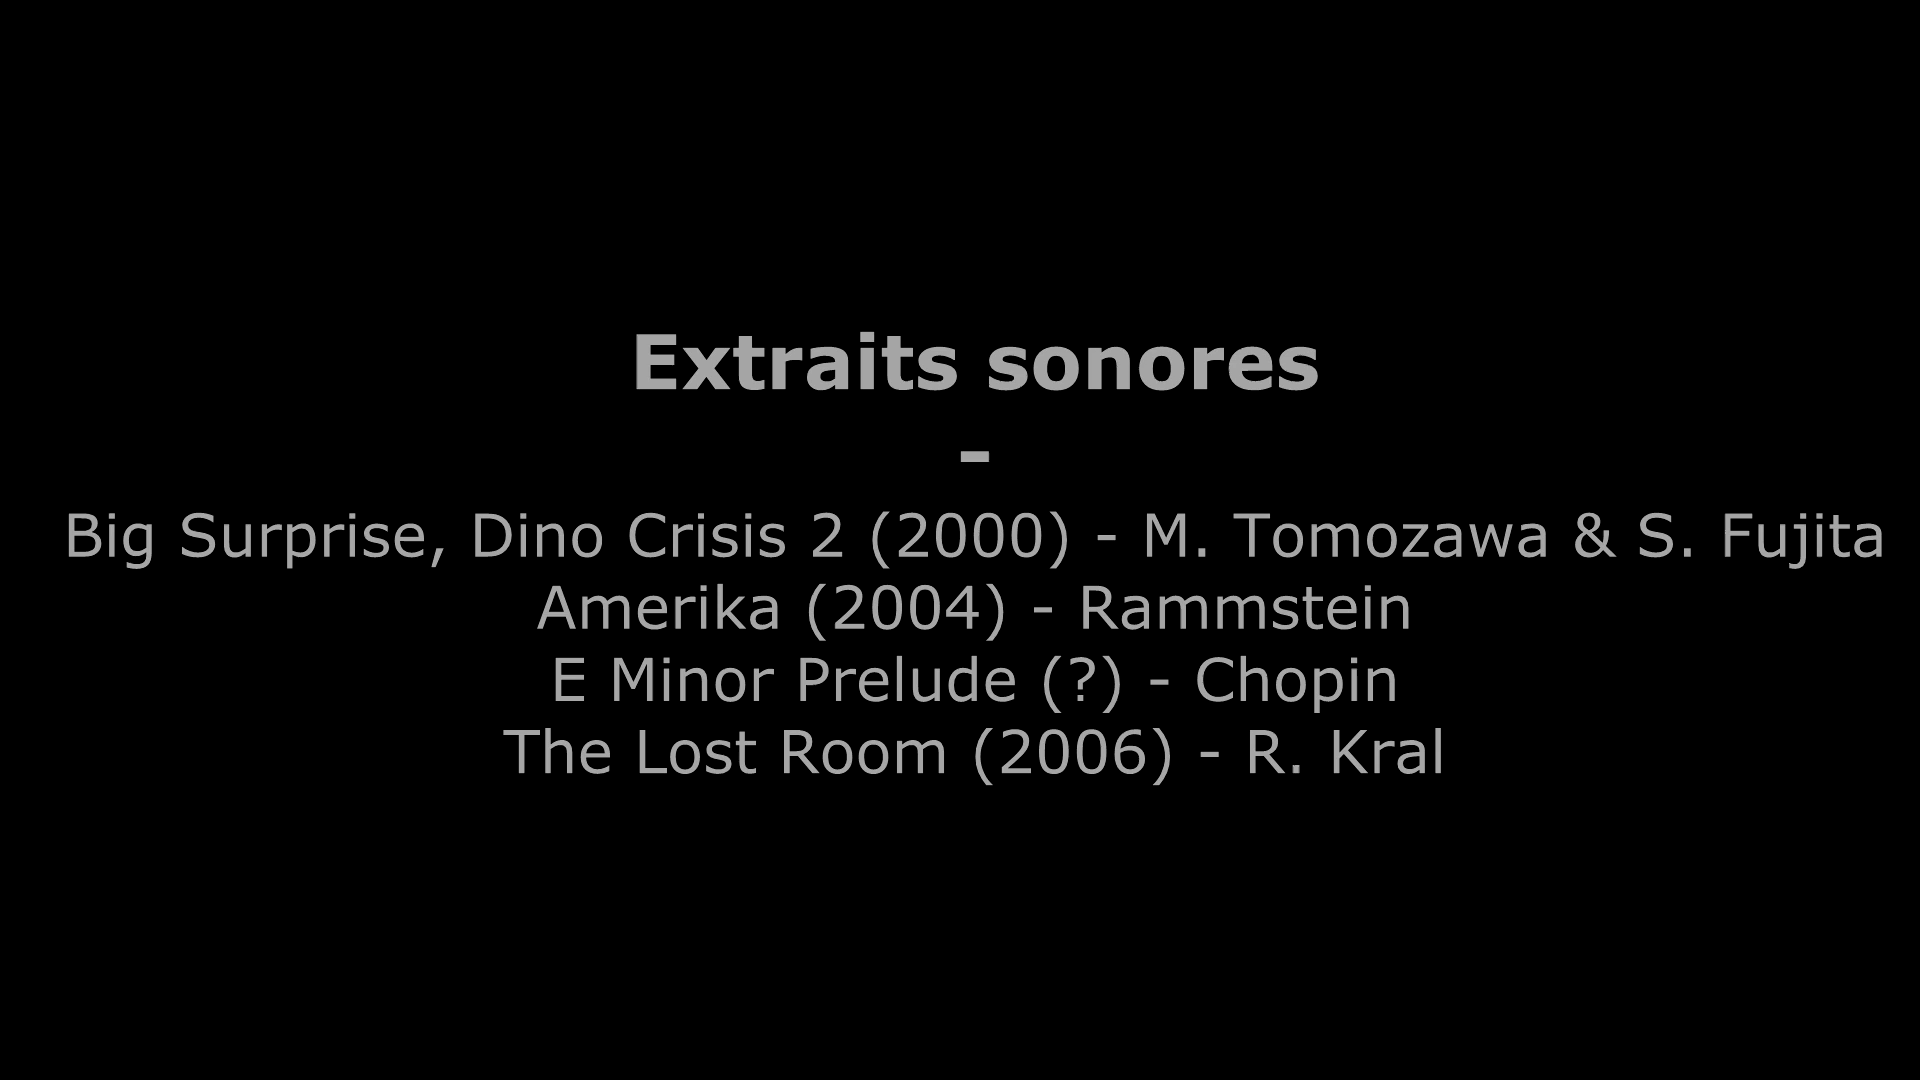 Extraits sonores
-
Big Surprise, Dino Crisis 2 (2000) - M. Tomozawa & S. Fujita
Amerika (2004) - Rammstein
E Minor Prelude (?) - Chopin
The Lost Room (2006) - R. Kral